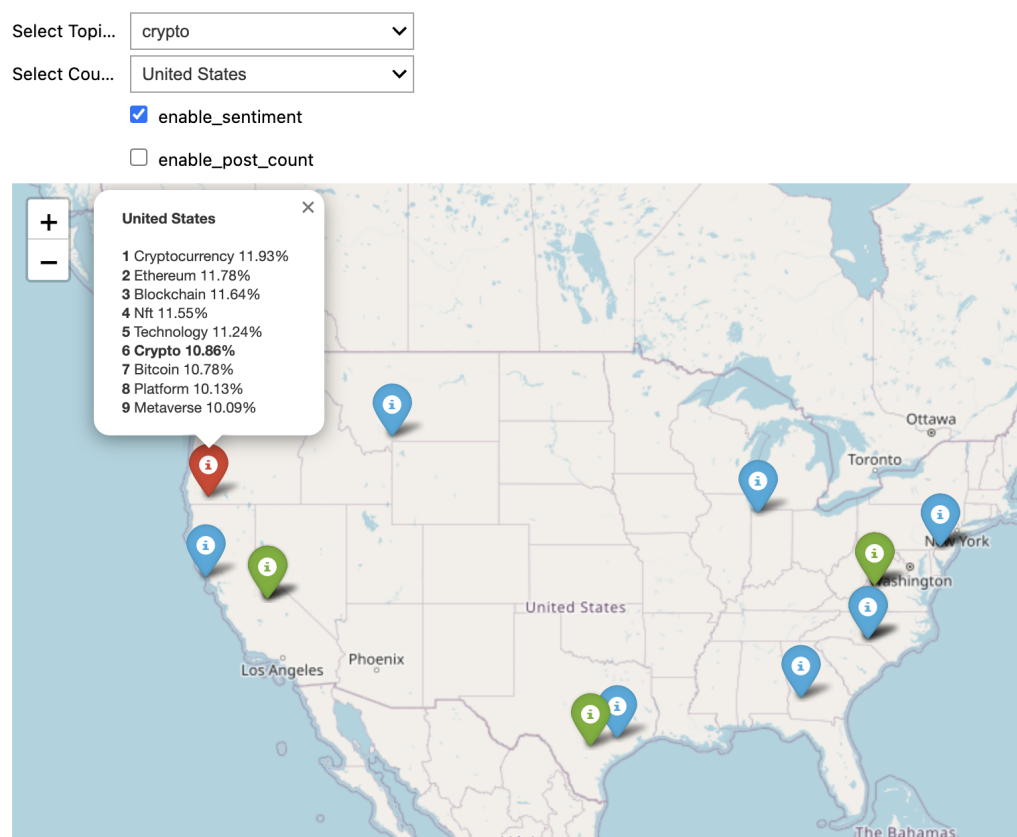 Select Topi...
crypto
Select Cou...
United States
enable_sentiment
enable_post_count
+
−
United States
×
1 Cryptocurrency 11.93%
2 Ethereum 11.78%
3 Blockchain 11.64%
4 Nft 11.55%
5 Technology 11.24%
6 Crypto 10.86%
7 Bitcoin 10.78%
8 Platform 10.13%
9 Metaverse 10.09%
Ottawa
Toronto
New York
Washington
United States
Phoenix
Los Angeles
The Bahamas